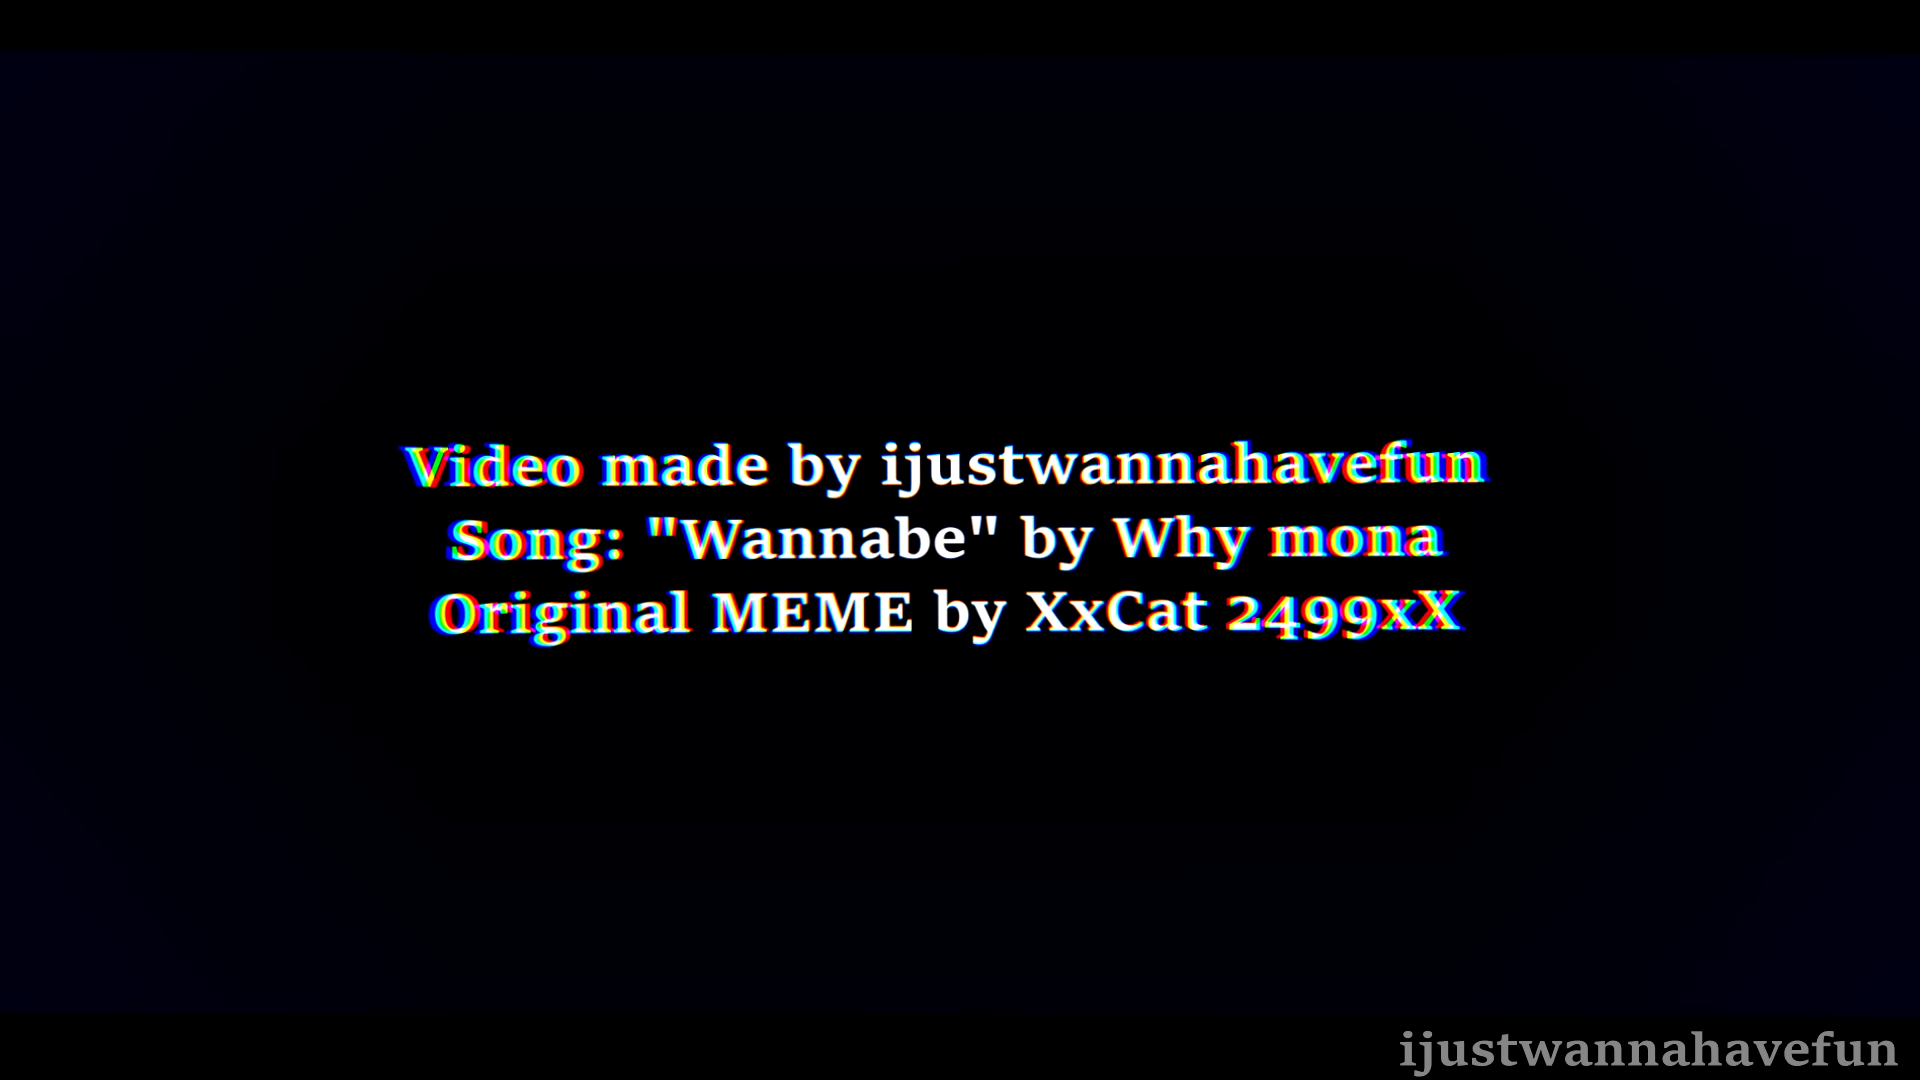 Video made by ijustwannahavefun
Song: "Wannabe" by Why mona
Original MEME by XxCat 2499xX
ijustwannahavefun